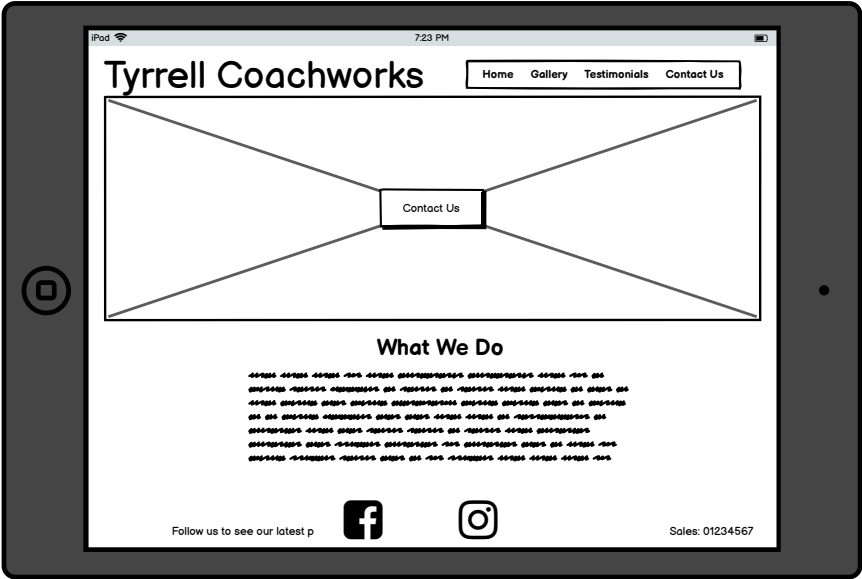 iPad 7:23 PM
Tyrrell Coachworks
Home Gallery Testimonials Contact Us
Contact Us
What We Do
Follow us to see our latest p
Sales: 01234567